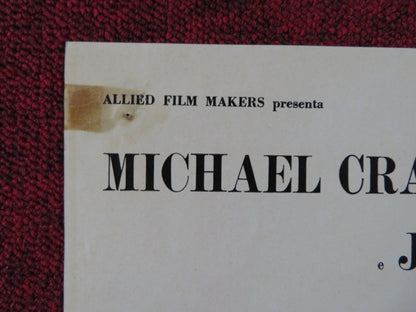 ALLIED FILM MAKERS presenta
MICHAEL CRA
e J